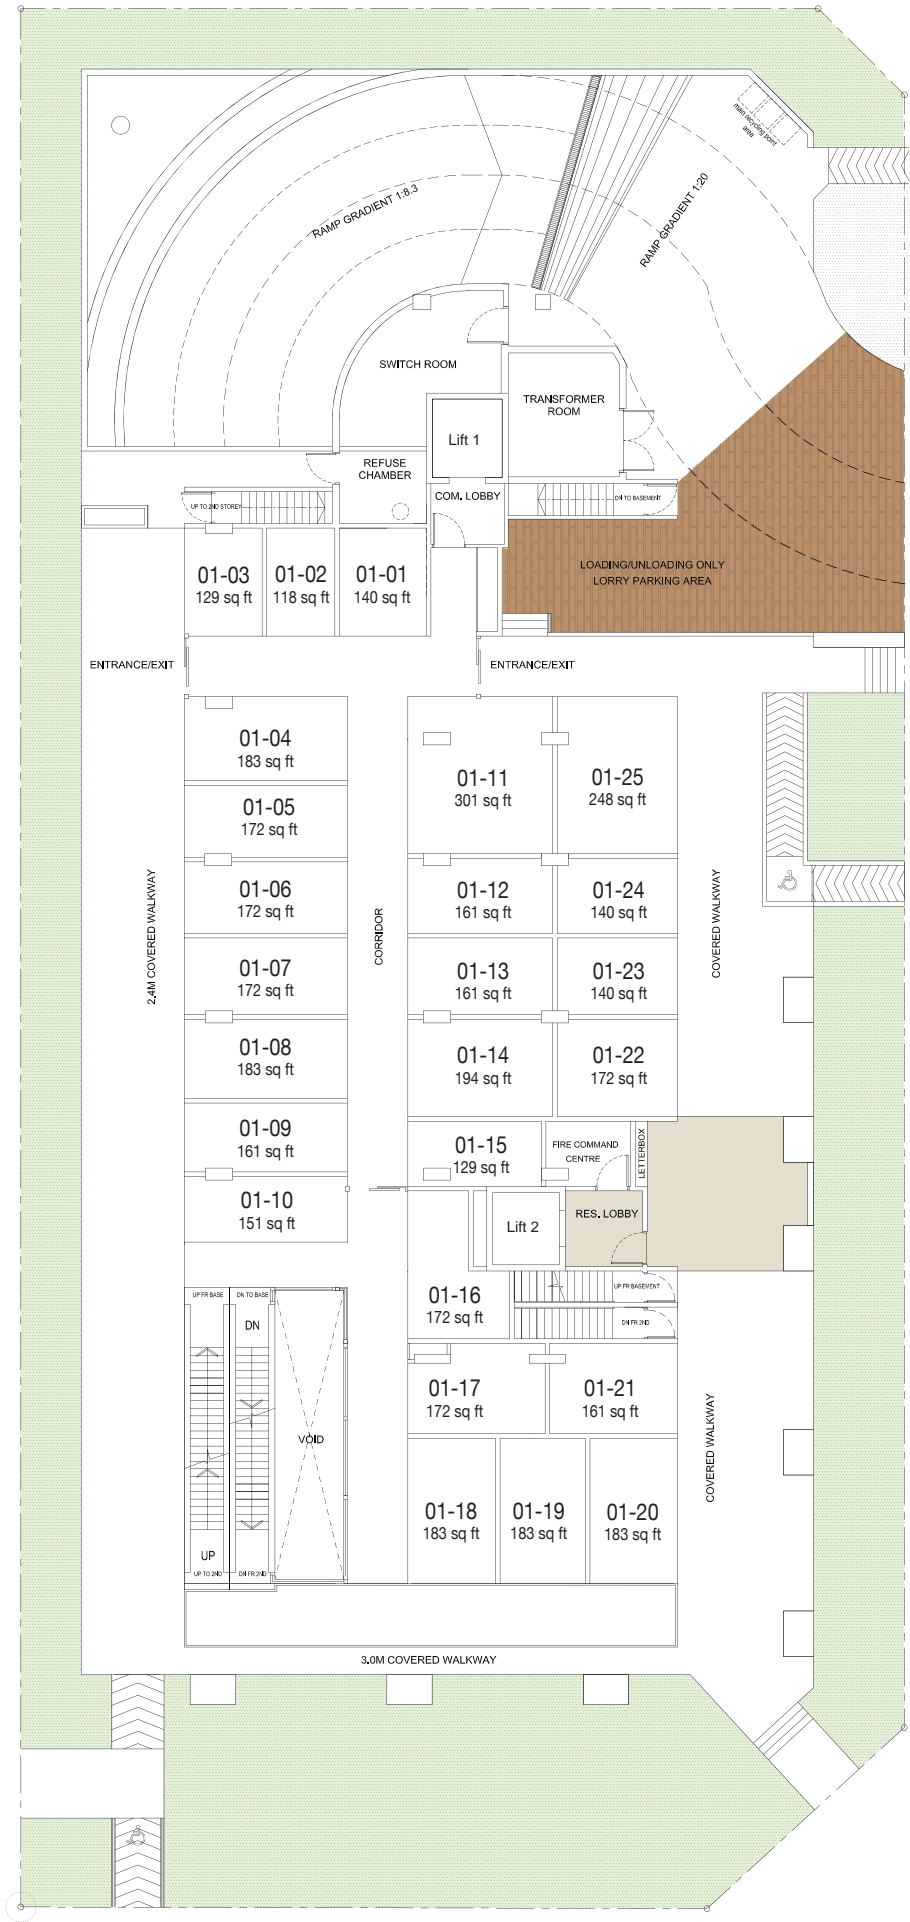 main recycling point
area
RAMP GRADIENT 1:8.3
RAMP GRADIENT 1:20
SWITCH ROOM
TRANSFORMER
ROOM
Lift 1
REFUSE
CHAMBER
COM. LOBBY
UP TO 2ND STOREY
DN TO BASEMENT
LOADING/UNLOADING ONLY
LORRY PARKING AREA
01-03
129 sq ft
01-02
118 sq ft
01-01
140 sq ft
ENTRANCE/EXIT
ENTRANCE/EXIT
01-04
183 sq ft
01-05
172 sq ft
01-06
172 sq ft
01-07
172 sq ft
01-08
183 sq ft
01-09
161 sq ft
01-10
151 sq ft
2.4M COVERED WALKWAY
CORRIDOR
01-11
301 sq ft
01-25
248 sq ft
01-12
161 sq ft
01-24
140 sq ft
01-13
161 sq ft
01-23
140 sq ft
01-14
194 sq ft
01-22
172 sq ft
COVERED WALKWAY
01-15
129 sq ft
FIRE COMMAND
CENTRE
LETTERBOX
Lift 2
RES. LOBBY
01-16
172 sq ft
UP FR BASEMENT
DN FR 2ND
UP FR BASE
DN TO BASE
DN
VOID
UP
UP TO 2ND
DN FR 2ND
01-17
172 sq ft
01-21
161 sq ft
01-18
183 sq ft
01-19
183 sq ft
01-20
183 sq ft
COVERED WALKWAY
3.0M COVERED WALKWAY